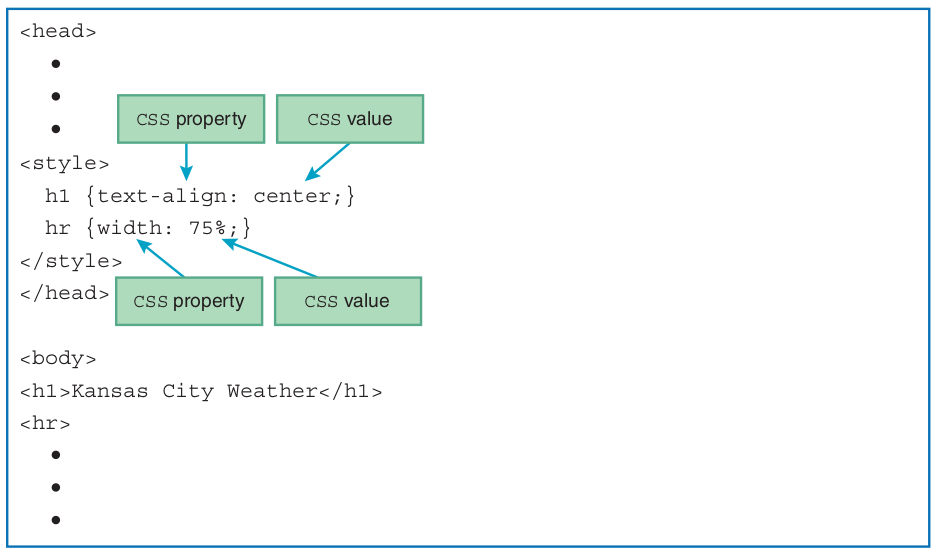 <head>
•
•
CSS property CSS value
•
<style>
h1 {text-align: center;}
hr {width: 75%;}
</style>
</head>
CSS property CSS value
<body>
<h1>Kansas City Weather</h1>
<hr>
•
•
•